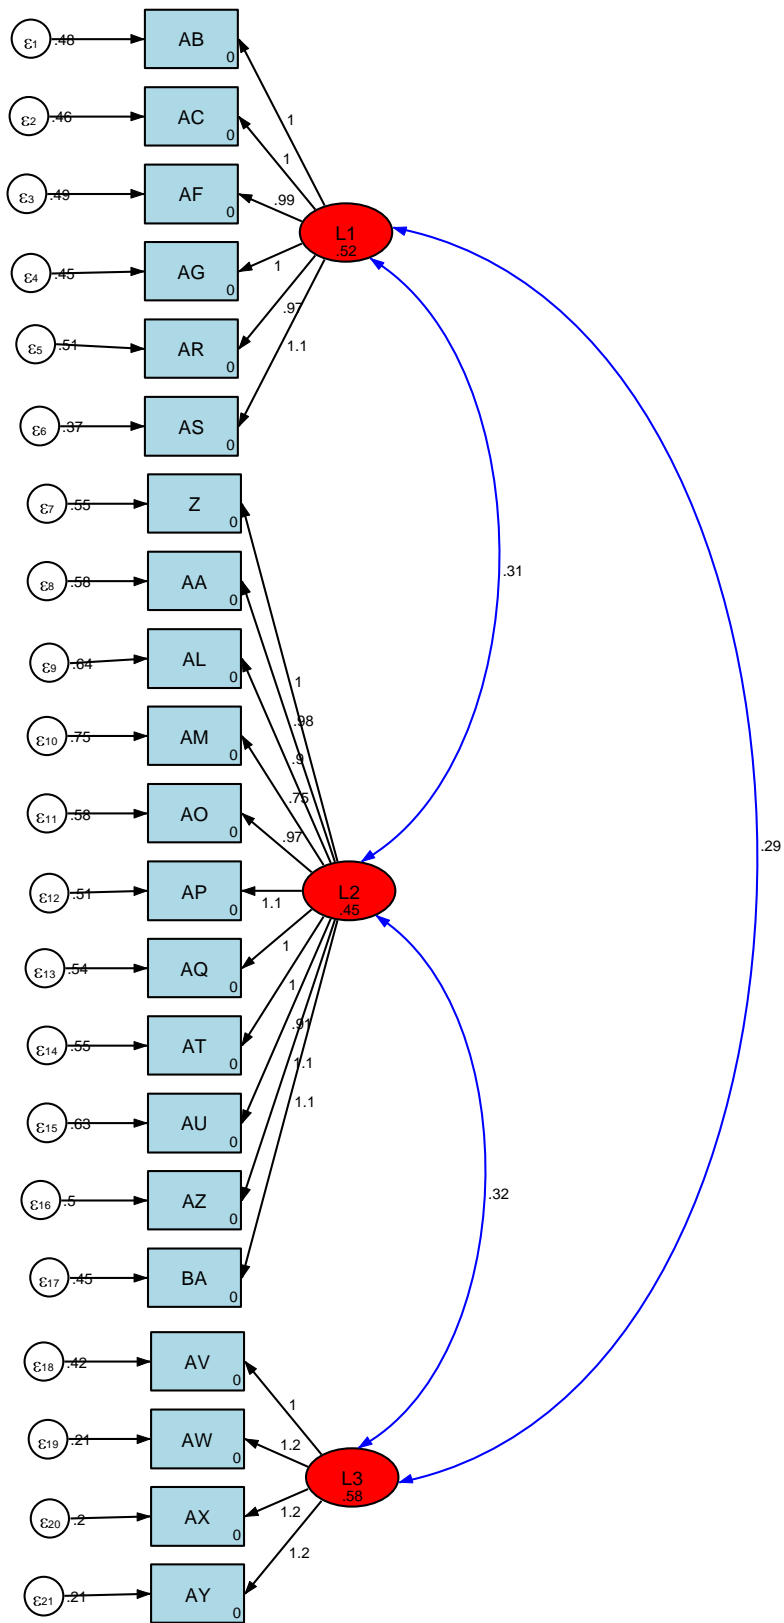 ε1 .48 AB 0
1
ε2 .46 AC 0
1
ε3 .49 AF 0
.99
L1
.52
ε4 .45 AG 0
1
.97
ε5 .51 AR 0
1.1
ε6 .37 AS 0
ε7 .55 Z 0
.31
ε8 .58 AA 0
ε9 .64 AL 0
1
.98
ε10 .75 AM 0
.9
.75
ε11 .58 AO 0
.97
.29
ε12 .51 AP 0
1.1
L2
.45
ε13 .54 AQ 0
1
1
ε14 .55 AT 0
.91
1.1
1.1
ε15 .63 AU 0
.32
ε16 .5 AZ 0
ε17 .45 BA 0
ε18 .42 AV 0
1
ε19 .21 AW 0
1.2
L3
.58
ε20 .2 AX 0
1.2
1.2
ε21 .21 AY 0